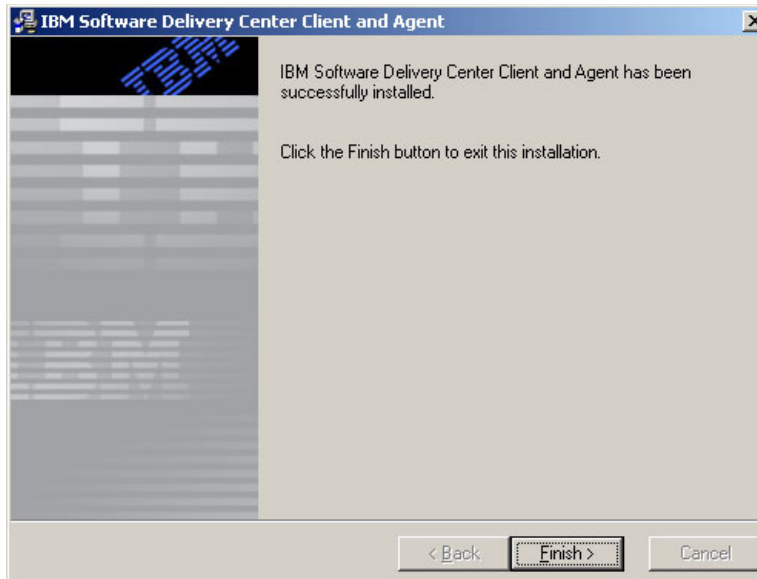 IBM Software Delivery Center Client and Agent
IBM
IBM Software Delivery Center Client and Agent has been
successfully installed.
Click the Finish button to exit this installation.
IBM
< Back
Finish >
Cancel